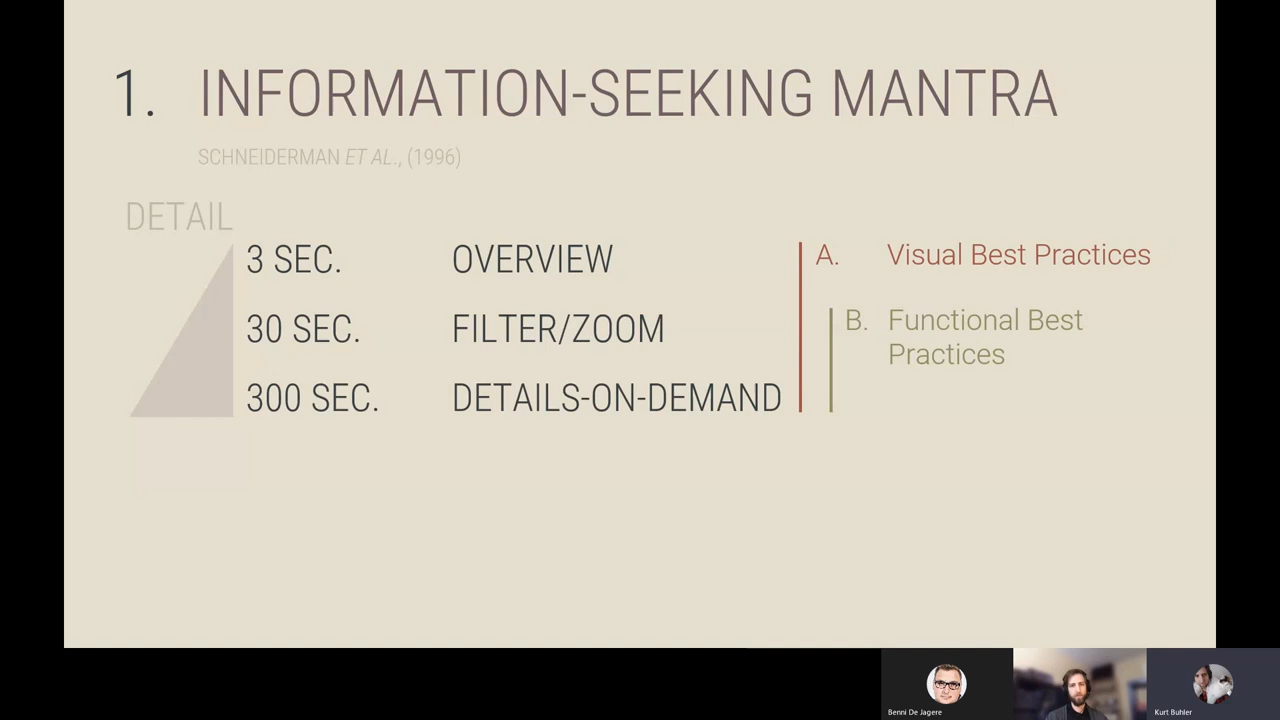 1. INFORMATION-SEEKING MANTRA
SCHNEIDERMAN ET AL., (1996)
DETAIL
3 SEC. OVERVIEW A. Visual Best Practices
30 SEC. FILTER/ZOOM B. Functional Best
Practices
300 SEC. DETAILS-ON-DEMAND
Benni De Jagere
Kurt Buhler